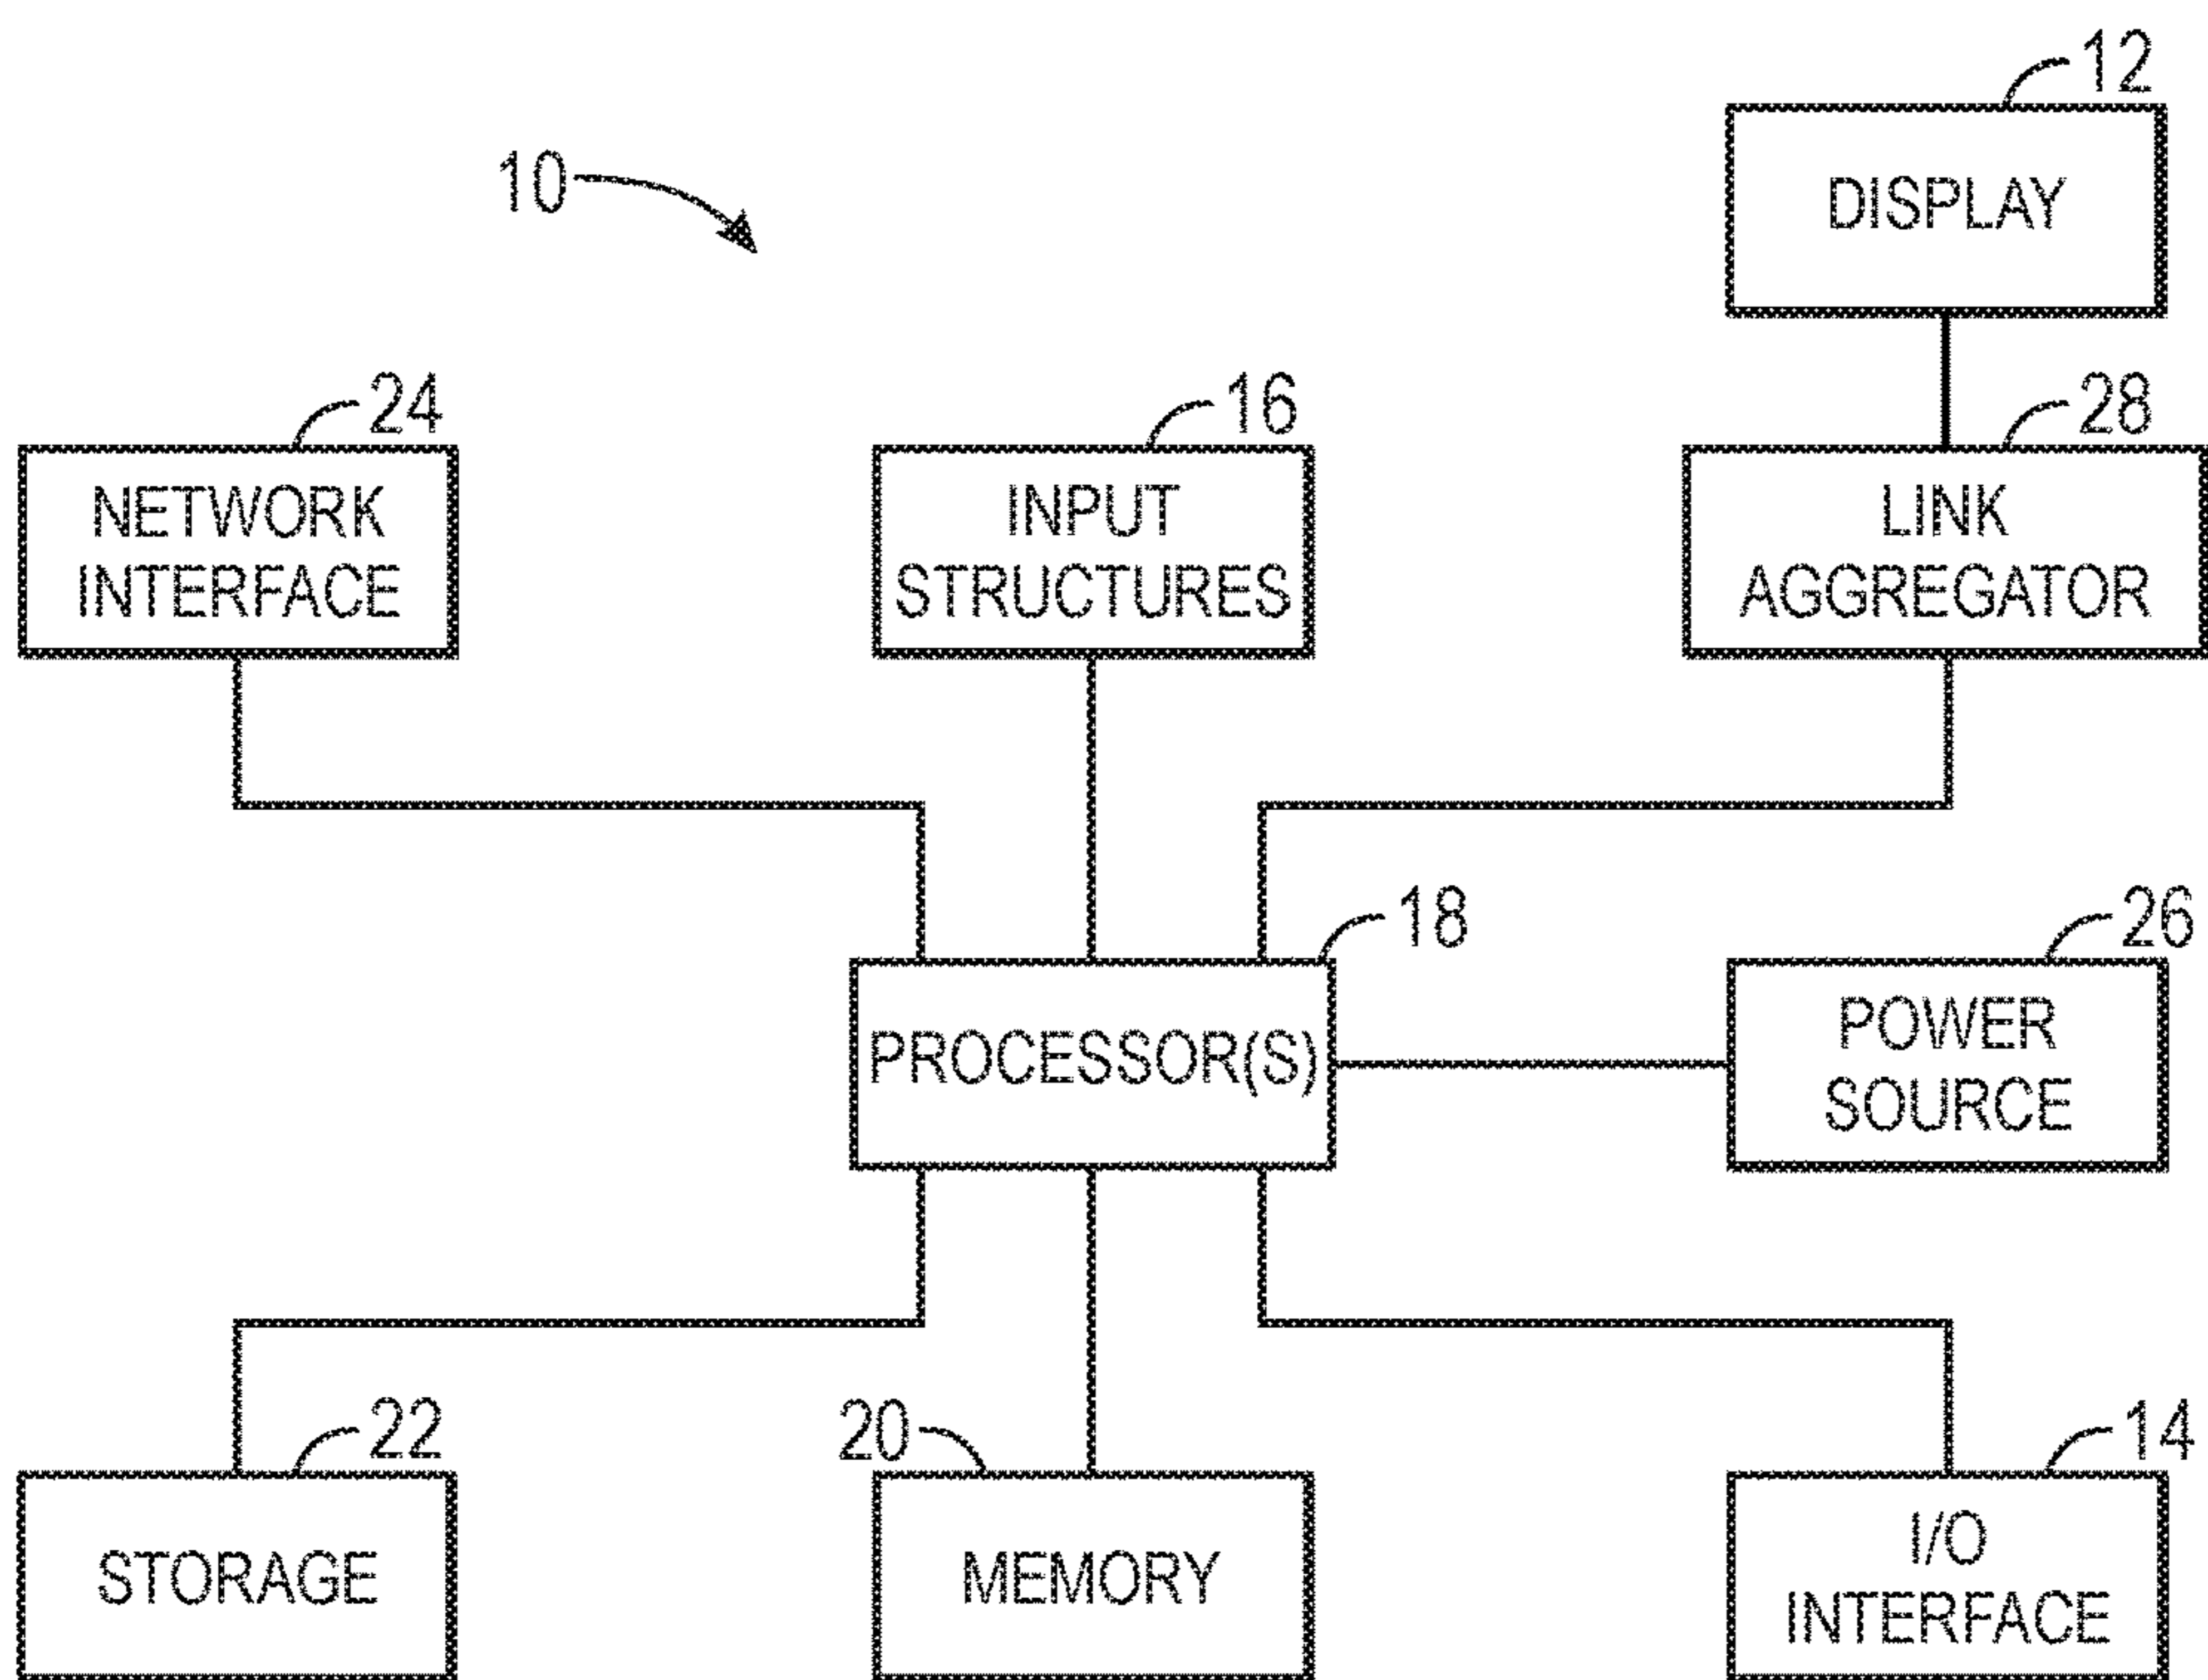 12
DISPLAY
10
24
NETWORK
INTERFACE
16
INPUT
STRUCTURES
28
LINK
AGGREGATOR
18
PROCESSOR(S)
26
POWER
SOURCE
22
STORAGE
20
MEMORY
14
I/O
INTERFACE